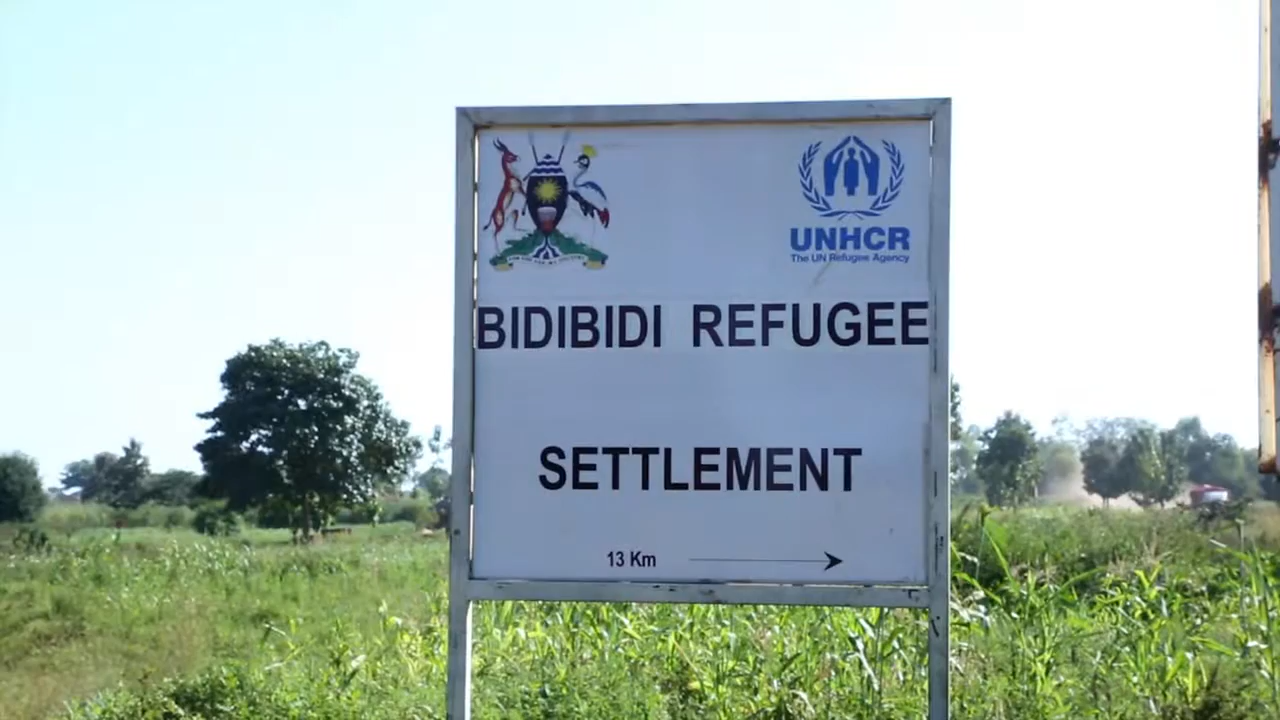 UNHCR
The UN Refugee Agency
BIDIBIDI REFUGEE
SETTLEMENT
13 Km